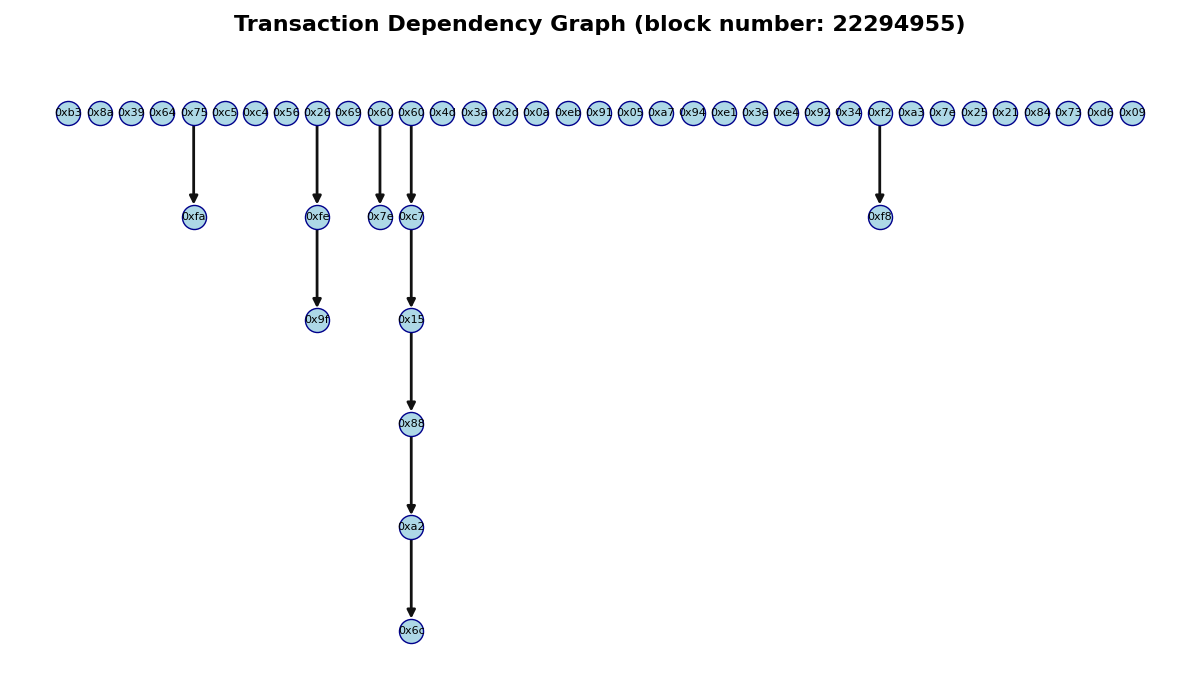 Transaction Dependency Graph (block number: 22294955)
0xb3 0x8a 0x39 0x64 0x75 0xc5 0xc4 0x56 0x26 0x69 0x60 0x60 0x4d 0x3a 0x2d 0x0a 0xeb 0x91 0x05 0xa7 0x94 0xe1 0x3e 0xe4 0x92 0x34 0xf2 0xa3 0x7e 0x25 0x21 0x84 0x73 0xd6 0x09
0xfa 0xfe 0x7e 0xc7 0xf8
0x9f 0x15
0x88
0xa2
0x6c